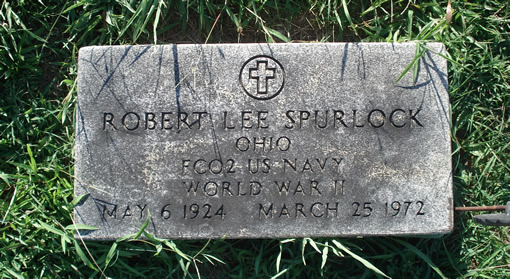 ROBERT LEE SPURLOCK
OHIO
FCO2 US NAVY
WORLD WAR II
MAY 6 1924 MARCH 25 1972